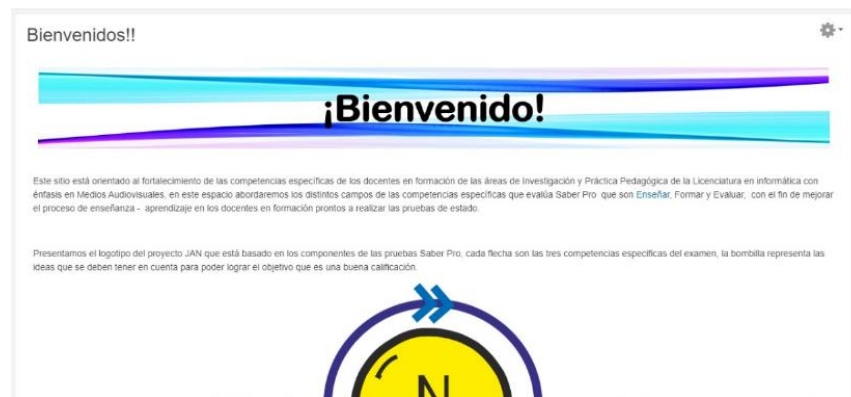 Bienvenidos!!
¡Bienvenido!
Este sitio está orientado al fortalecimiento de las competencias específicas de los docentes en formación de las áreas de Investigación y Práctica Pedagógica de la Licenciatura en informática con
énfasis en Medios Audiovisuales, en este espacio abordaremos los distintos campos de las competencias específicas que evalúa Saber Pro que son Enseñar, Formar y Evaluar, con el fin de mejorar
el proceso de enseñanza - aprendizaje en los docentes en formación prontos a realizar las pruebas de estado.
Presentamos el logotipo del proyecto JAN que está basado en los componentes de las pruebas Saber Pro, cada flecha son las tres competencias especificas del examen, la bombilla representa las
ideas que se deben tener en cuenta para poder lograr el objetivo que es una buena calificación.
N